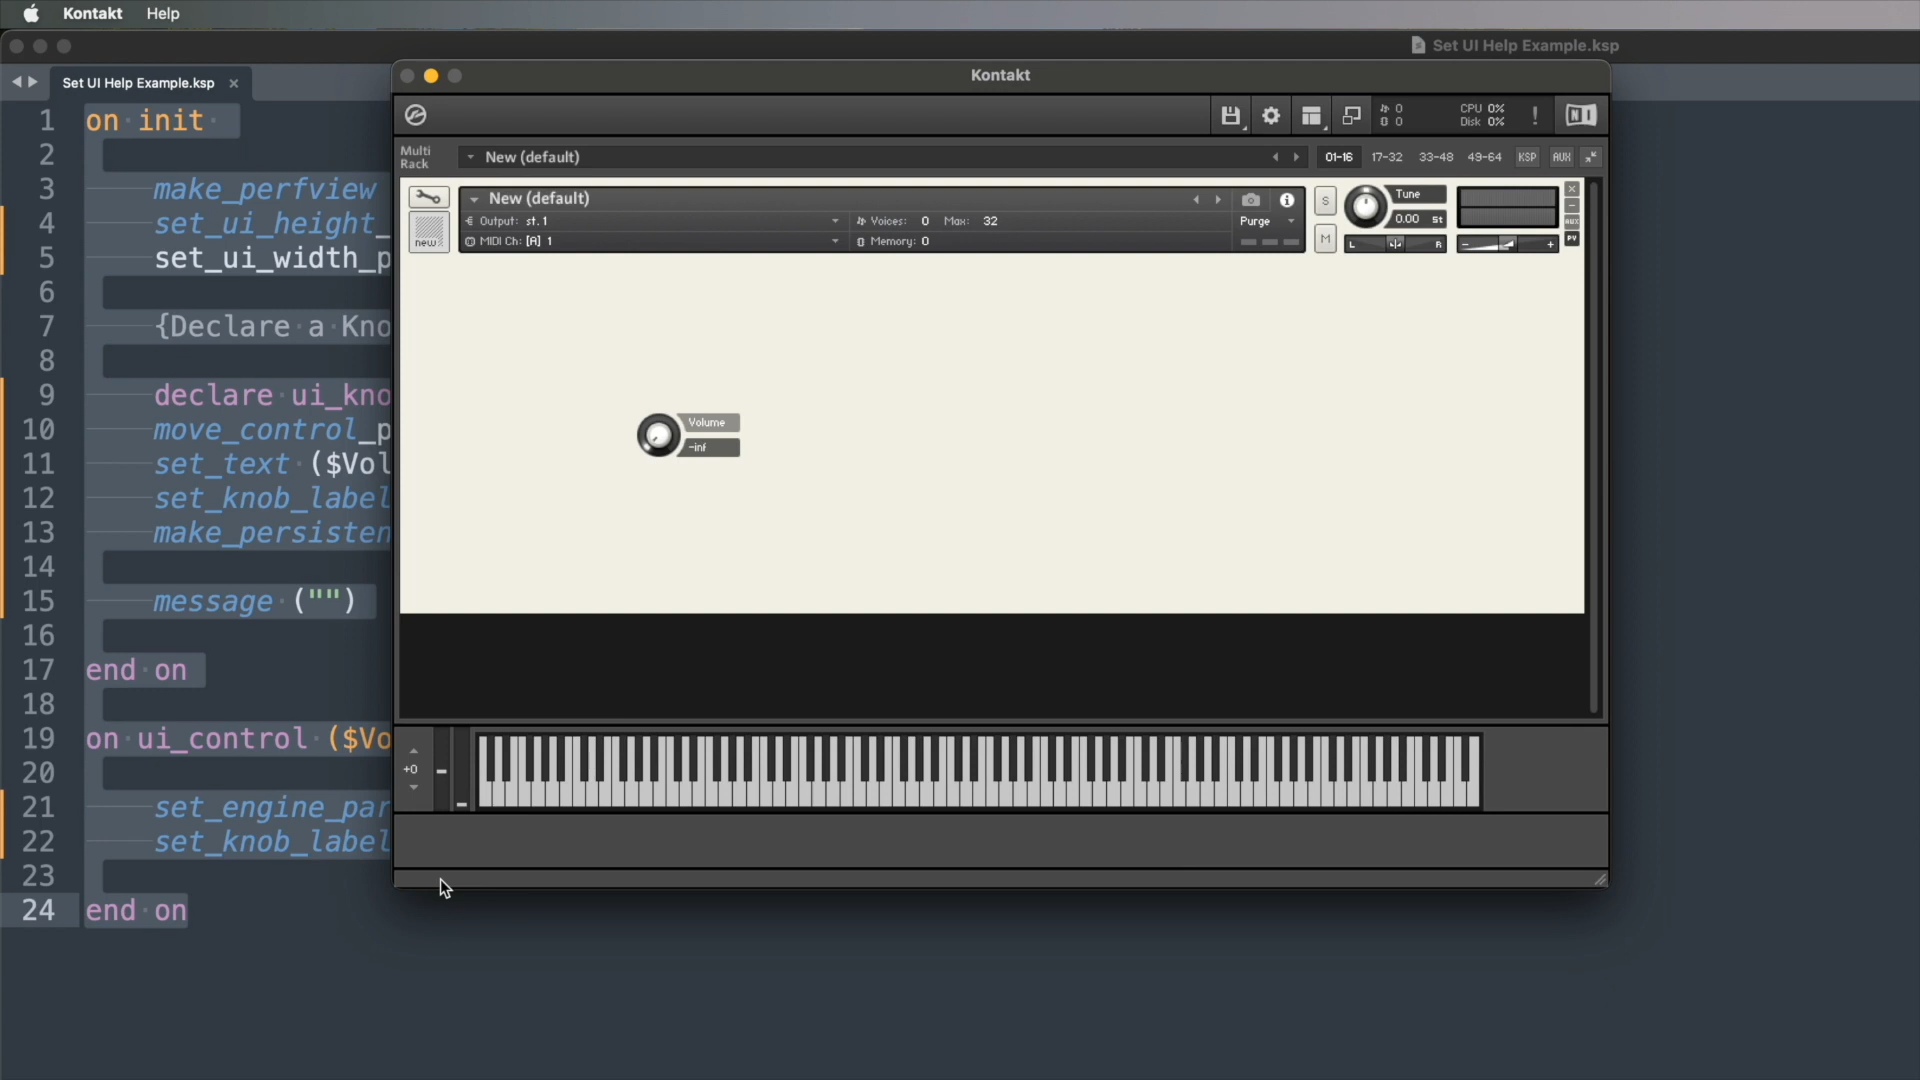 Kontakt Help
Set UI Help Example.ksp
Set UI Help Example.ksp ×
Kontakt
0 CPU 0%
0 Disk 0% ! NI
Multi Rack New (default) 01-16 17-32 33-48 49-64 KSP AUX
New (default) S Tune
Output: st.1 Voices: 0 Max: 32 Purge 0.00 St
new MIDI Ch: [A] 1 Memory: 0 M L R - +
AUX
PV
Volume
-inf
+0
1 on init
2
3 make_perfview
4 set_ui_height_
5 set_ui_width_p
6
7 {Declare a Kno
8
9 declare ui_kno
10 move_control_p
11 set_text ($Vol
12 set_knob_label
13 make_persisten
14
15 message ("")
16
17 end on
18
19 on ui_control ($Vo
20
21 set_engine_par
22 set_knob_label
23
24 end on